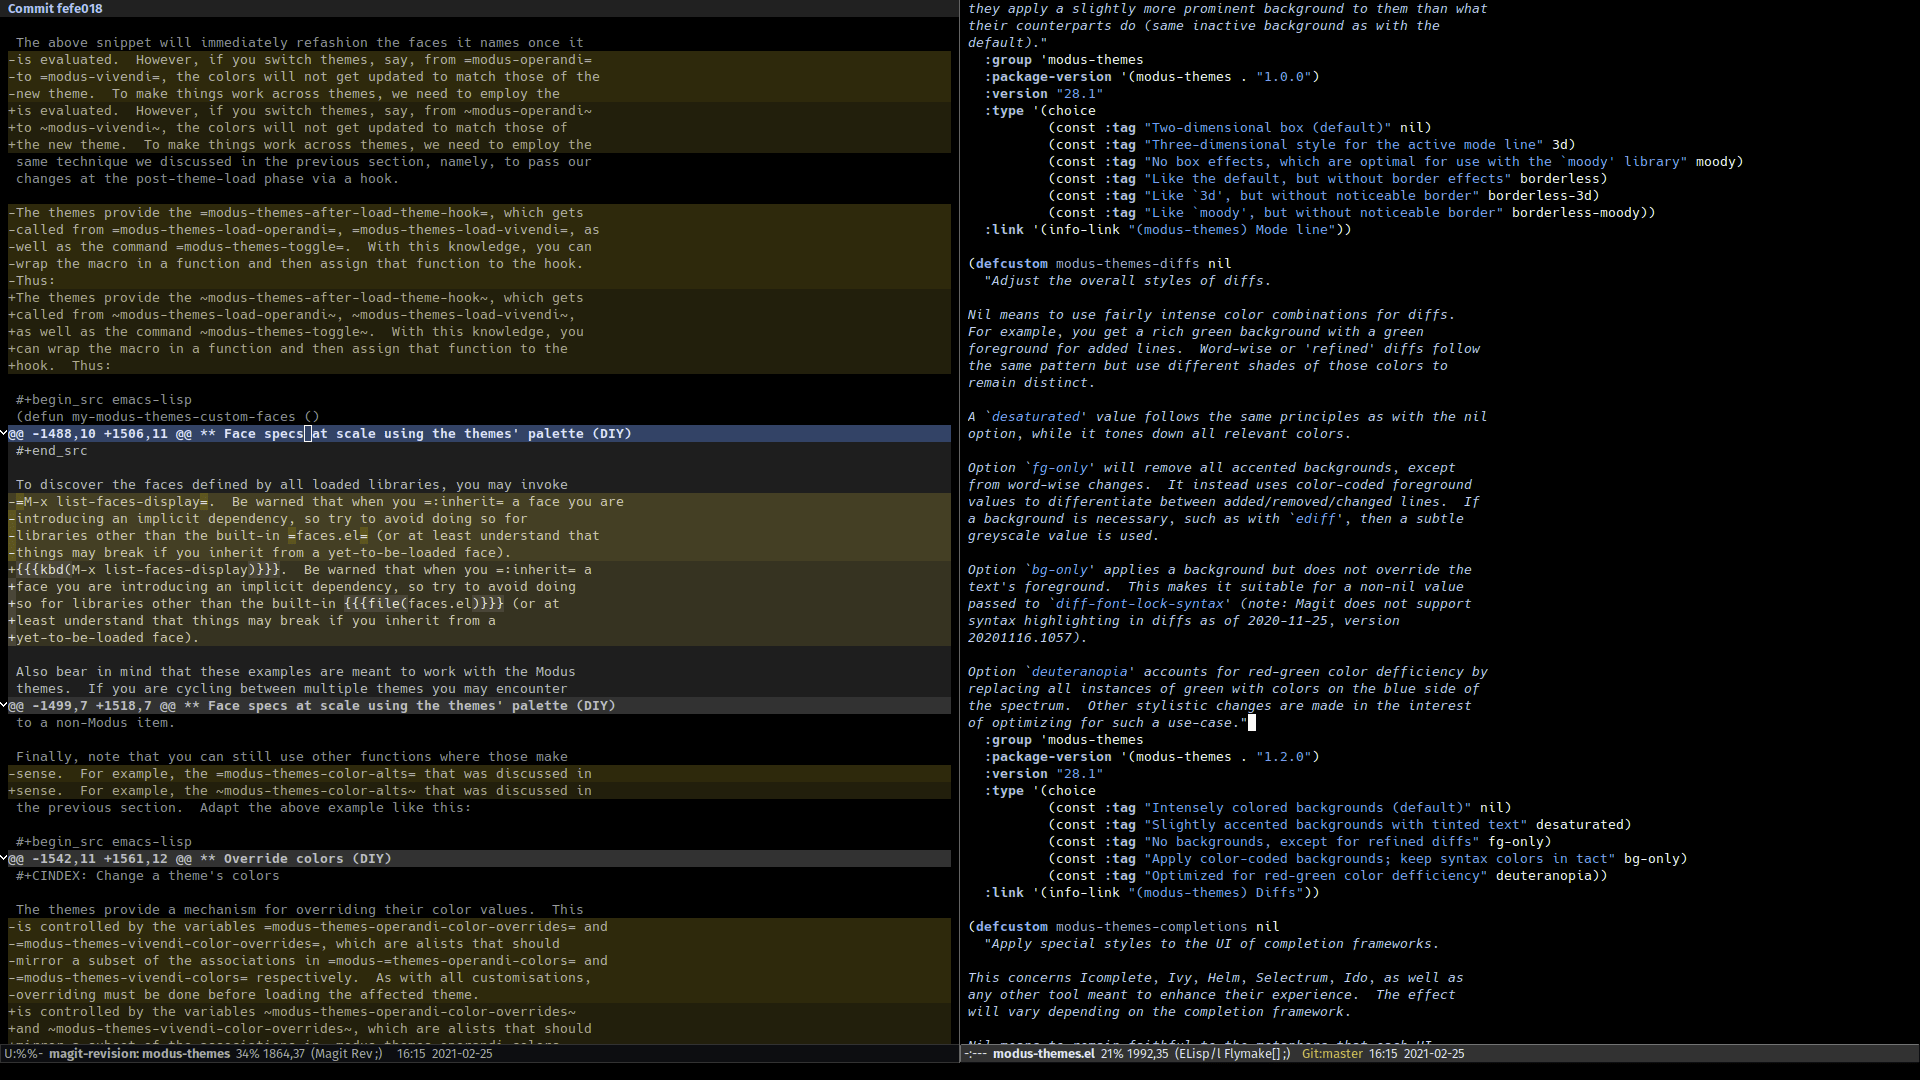 Commit fefe018
 The above snippet will immediately refashion the faces it names once it
-is evaluated.  However, if you switch themes, say, from =modus-operandi=
-to =modus-vivendi=, the colors will not get updated to match those of the
-new theme.  To make things work across themes, we need to employ the
+is evaluated.  However, if you switch themes, say, from ~modus-operandi~
+to ~modus-vivendi~, the colors will not get updated to match those of
+the new theme.  To make things work across themes, we need to employ the
 same technique we discussed in the previous section, namely, to pass our
 changes at the post-theme-load phase via a hook.
-The themes provide the =modus-themes-after-load-theme-hook=, which gets
-called from =modus-themes-load-operandi=, =modus-themes-load-vivendi=, as
-well as the command =modus-themes-toggle=.  With this knowledge, you can
-wrap the macro in a function and then assign that function to the hook.
-Thus:
+The themes provide the ~modus-themes-after-load-theme-hook~, which gets
+called from ~modus-themes-load-operandi~, ~modus-themes-load-vivendi~,
+as well as the command ~modus-themes-toggle~.  With this knowledge, you
+can wrap the macro in a function and then assign that function to the
+hook.  Thus:
 #+begin_src emacs-lisp
 (defun my-modus-themes-custom-faces ()
@@ -1488,10 +1506,11 @@ ** Face specs at scale using the themes' palette (DIY)
 #+end_src
 To discover the faces defined by all loaded libraries, you may invoke
-=M-x list-faces-display=.  Be warned that when you =:inherit= a face you are
-introducing an implicit dependency, so try to avoid doing so for
-libraries other than the built-in =faces.el= (or at least understand that
-things may break if you inherit from a yet-to-be-loaded face).
+{{{kbd(M-x list-faces-display)}}}.  Be warned that when you =:inherit= a
+face you are introducing an implicit dependency, so try to avoid doing
+so for libraries other than the built-in {{{file(faces.el)}}} (or at
+least understand that things may break if you inherit from a
+yet-to-be-loaded face).
 Also bear in mind that these examples are meant to work with the Modus
 themes.  If you are cycling between multiple themes you may encounter
@@ -1499,7 +1518,7 @@ ** Face specs at scale using the themes' palette (DIY)
 to a non-Modus item.
 Finally, note that you can still use other functions where those make
-sense.  For example, the =modus-themes-color-alts= that was discussed in
+sense.  For example, the ~modus-themes-color-alts~ that was discussed in
 the previous section.  Adapt the above example like this:
 #+begin_src emacs-lisp
@@ -1542,11 +1561,12 @@ ** Override colors (DIY)
 #+CINDEX: Change a theme's colors
 The themes provide a mechanism for overriding their color values.  This
-is controlled by the variables =modus-themes-operandi-color-overrides= and
-=modus-themes-vivendi-color-overrides=, which are alists that should
-mirror a subset of the associations in =modus-=themes-operandi-colors= and
-=modus-themes-vivendi-colors= respectively.  As with all customisations,
-overriding must be done before loading the affected theme.
+is controlled by the variables ~modus-themes-operandi-color-overrides~
+and ~modus-themes-vivendi-color-overrides~, which are alists that should
U:%%- magit-revision: modus-themes 34% 1864,37 (Magit Rev ;) 16:15 2021-02-25
they apply a slightly more prominent background to them than what
their counterparts do (same inactive background as with the
default)."
  :group 'modus-themes
  :package-version '(modus-themes . "1.0.0")
  :version "28.1"
  :type '(choice
          (const :tag "Two-dimensional box (default)" nil)
          (const :tag "Three-dimensional style for the active mode line" 3d)
          (const :tag "No box effects, which are optimal for use with the `moody' library" moody)
          (const :tag "Like the default, but without border effects" borderless)
          (const :tag "Like `3d', but without noticeable border" borderless-3d)
          (const :tag "Like `moody', but without noticeable border" borderless-moody))
  :link '(info-link "(modus-themes) Mode line"))
(defcustom modus-themes-diffs nil
  "Adjust the overall styles of diffs.
Nil means to use fairly intense color combinations for diffs.
For example, you get a rich green background with a green
foreground for added lines.  Word-wise or 'refined' diffs follow
the same pattern but use different shades of those colors to
remain distinct.
A `desaturated' value follows the same principles as with the nil
option, while it tones down all relevant colors.
Option `fg-only' will remove all accented backgrounds, except
from word-wise changes.  It instead uses color-coded foreground
values to differentiate between added/removed/changed lines.  If
a background is necessary, such as with `ediff', then a subtle
greyscale value is used.
Option `bg-only' applies a background but does not override the
text's foreground.  This makes it suitable for a non-nil value
passed to `diff-font-lock-syntax' (note: Magit does not support
syntax highlighting in diffs as of 2020-11-25, version
20201116.1057).
Option `deuteranopia' accounts for red-green color defficiency by
replacing all instances of green with colors on the blue side of
the spectrum.  Other stylistic changes are made in the interest
of optimizing for such a use-case."
  :group 'modus-themes
  :package-version '(modus-themes . "1.2.0")
  :version "28.1"
  :type '(choice
          (const :tag "Intensely colored backgrounds (default)" nil)
          (const :tag "Slightly accented backgrounds with tinted text" desaturated)
          (const :tag "No backgrounds, except for refined diffs" fg-only)
          (const :tag "Apply color-coded backgrounds; keep syntax colors in tact" bg-only)
          (const :tag "Optimized for red-green color defficiency" deuteranopia))
  :link '(info-link "(modus-themes) Diffs"))
(defcustom modus-themes-completions nil
  "Apply special styles to the UI of completion frameworks.
This concerns Icomplete, Ivy, Helm, Selectrum, Ido, as well as
any other tool meant to enhance their experience.  The effect
will vary depending on the completion framework.
-:--- modus-themes.el 21% 1992,35 (ELisp/l Flymake[] ;) Git:master 16:15 2021-02-25